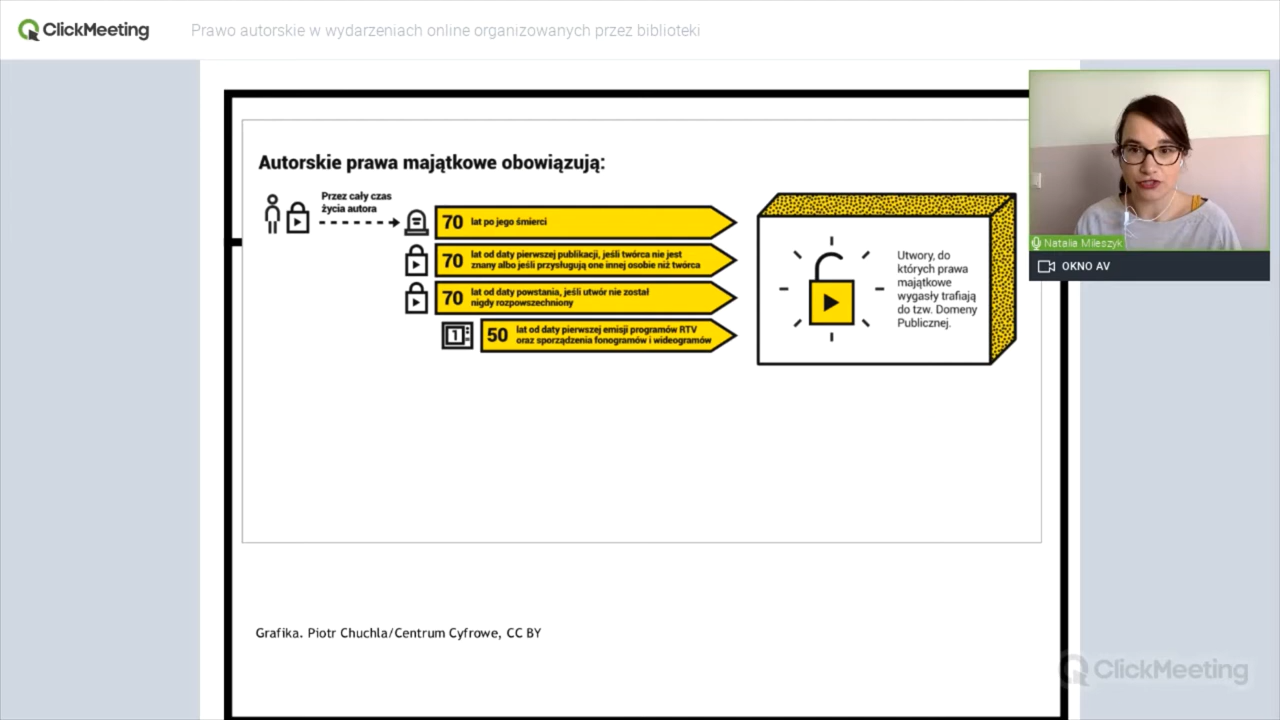 ClickMeeting
Prawo autorskie w wydarzeniach online organizowanych przez biblioteki
Autorskie prawa majątkowe obowiązują:
Przez cały czas
życia autora
70 lat po jego śmierci
70 lat od daty pierwszej publikacji, jeśli twórca nie jest
znany albo jeśli przysługują one innej osobie niż twórca
70 lat od daty powstania, jeśli utwór nie został
nigdy rozpowszechniony
1
50 lat od daty pierwszej emisji programów RTV
oraz sporządzenia fonogramów i wideogramów
Utwory, do
których prawa
majątkowe
wygasły trafiają
do tzw. Domeny
Publicznej.
Natalia Mileszyk
OKNO AV
Grafika. Piotr Chuchla/Centrum Cyfrowe, CC BY
ClickMeeting